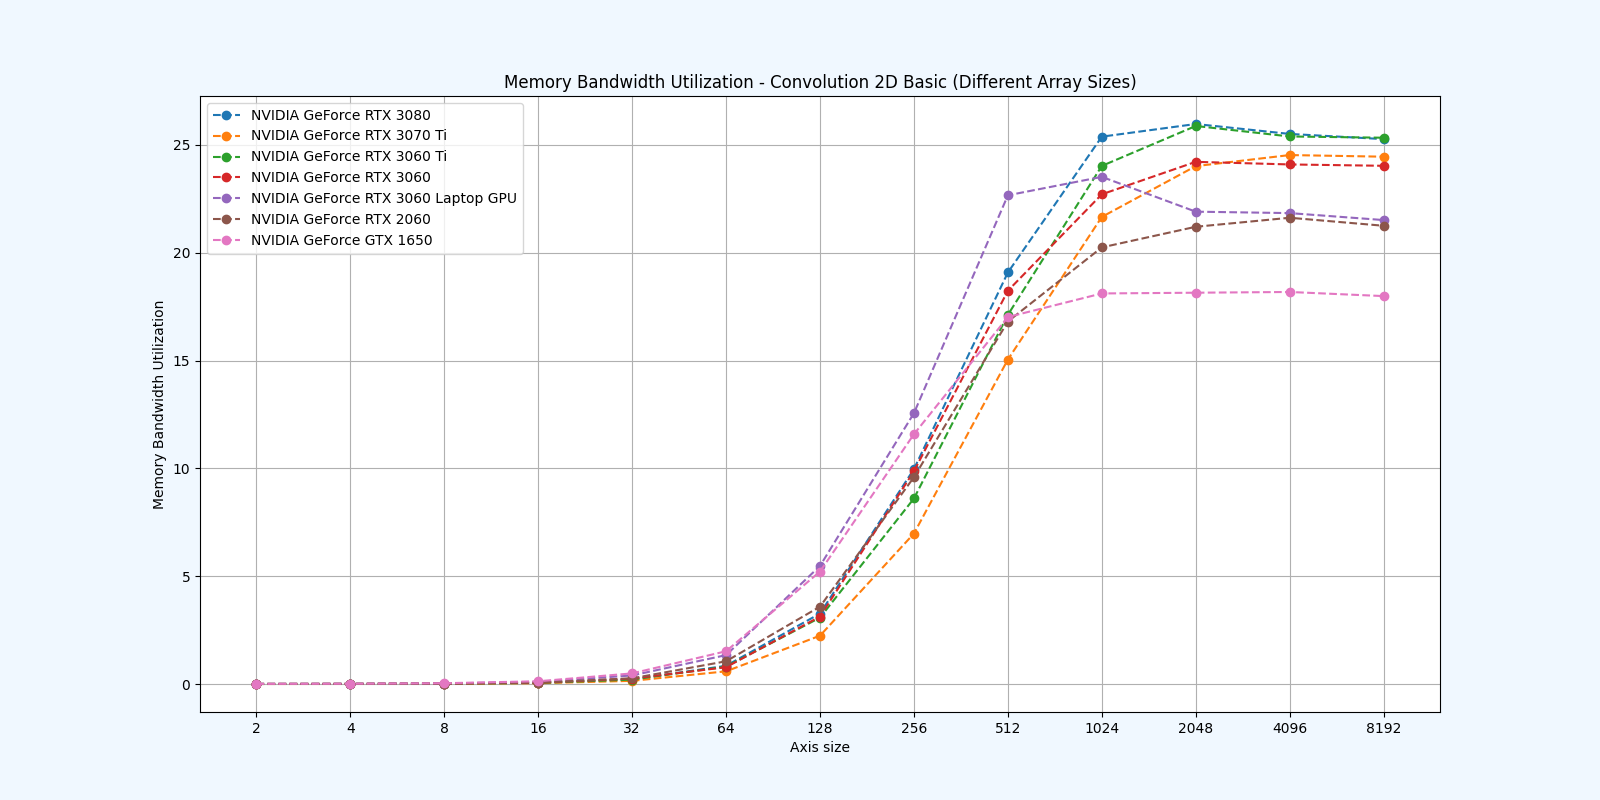 Memory Bandwidth Utilization - Convolution 2D Basic (Different Array Sizes)
NVIDIA GeForce RTX 3080
NVIDIA GeForce RTX 3070 Ti
NVIDIA GeForce RTX 3060 Ti
NVIDIA GeForce RTX 3060
NVIDIA GeForce RTX 3060 Laptop GPU
NVIDIA GeForce RTX 2060
NVIDIA GeForce GTX 1650
Memory Bandwidth Utilization
25
20
15
10
5
0
2 4 8 16 32 64 128 256 512 1024 2048 4096 8192
Axis size